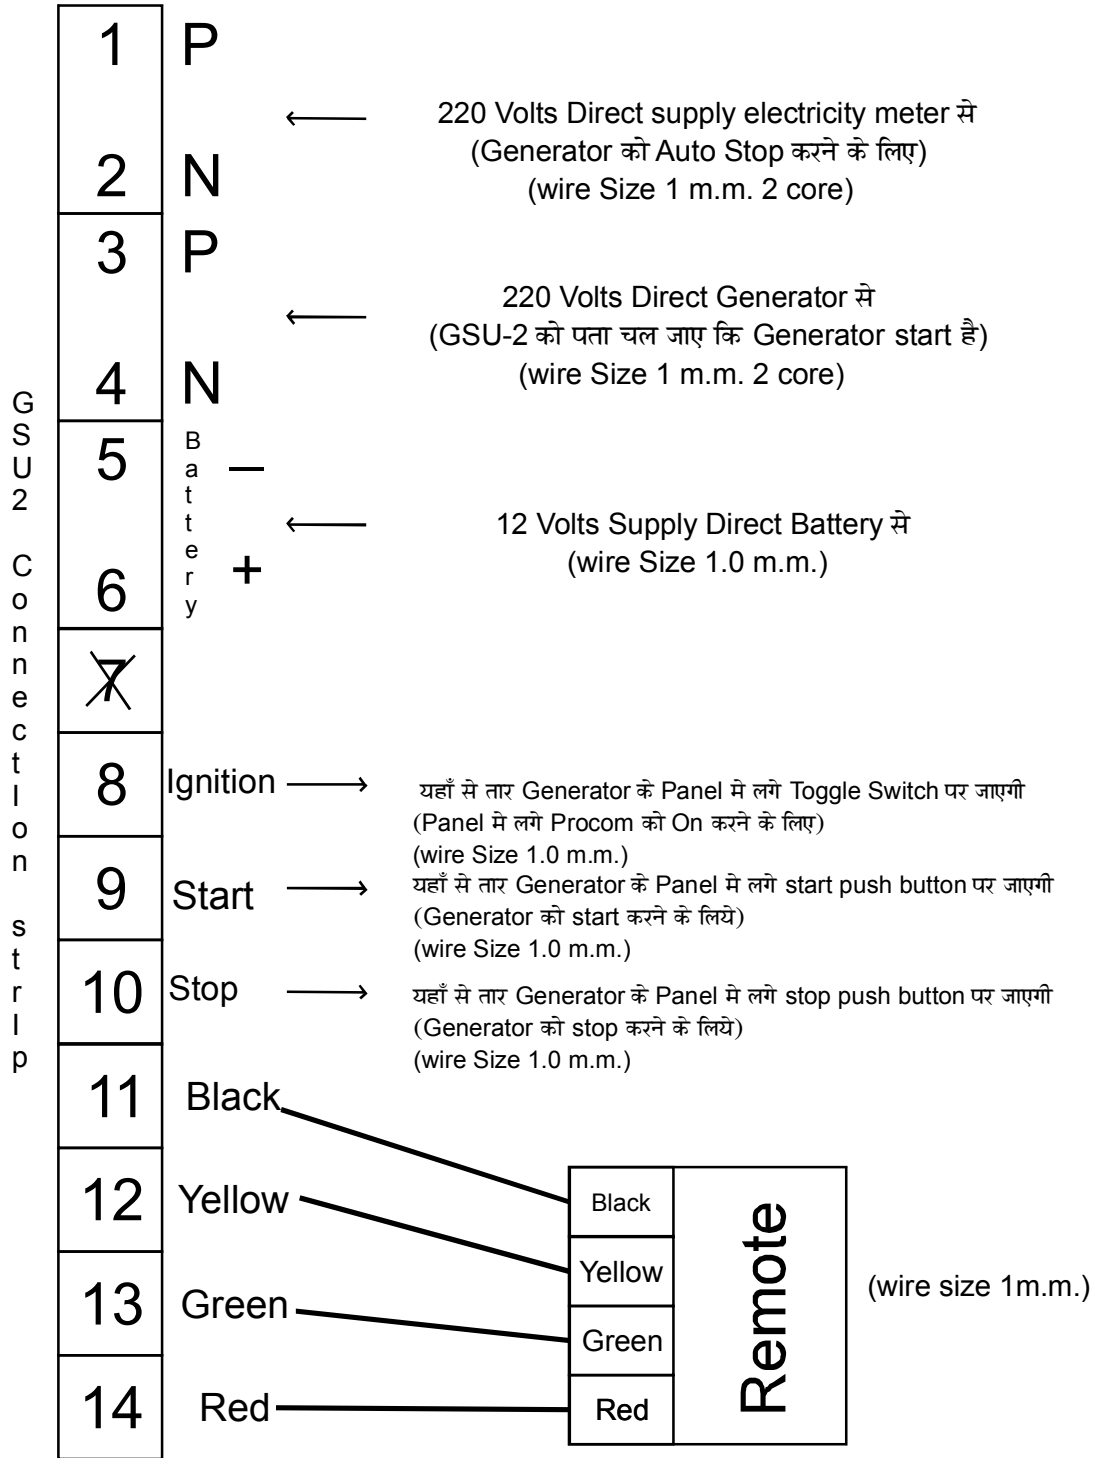 GSU2 ConnectIon strIp
1 P
220 Volts Direct supply electricity meter से
(Generator को Auto Stop करने के लिए)
2 N
(wire Size 1 m.m. 2 core)
3 P
220 Volts Direct Generator से
(GSU-2 को पता चल जाए कि Generator start है)
4 N
(wire Size 1 m.m. 2 core)
Battery
5 –
12 Volts Supply Direct Battery से
(wire Size 1.0 m.m.)
6 +
7
8 Ignition
यहाँ से तार Generator के Panel मे लगे Toggle Switch पर जाएगी
(Panel मे लगे Procom को On करने के लिए)
(wire Size 1.0 m.m.)
9 Start
यहाँ से तार Generator के Panel मे लगे start push button पर जाएगी
(Generator को start करने के लिये)
(wire Size 1.0 m.m.)
10 Stop
यहाँ से तार Generator के Panel मे लगे stop push button पर जाएगी
(Generator को stop करने के लिये)
(wire Size 1.0 m.m.)
11 Black
12 Yellow
13 Green
14 Red
Black
Yellow
Green
Red
Remote
(wire size 1m.m.)